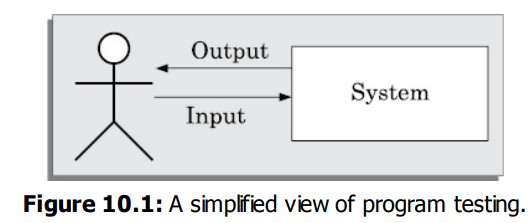 Output
System
Input
Figure 10.1: A simplified view of program testing.